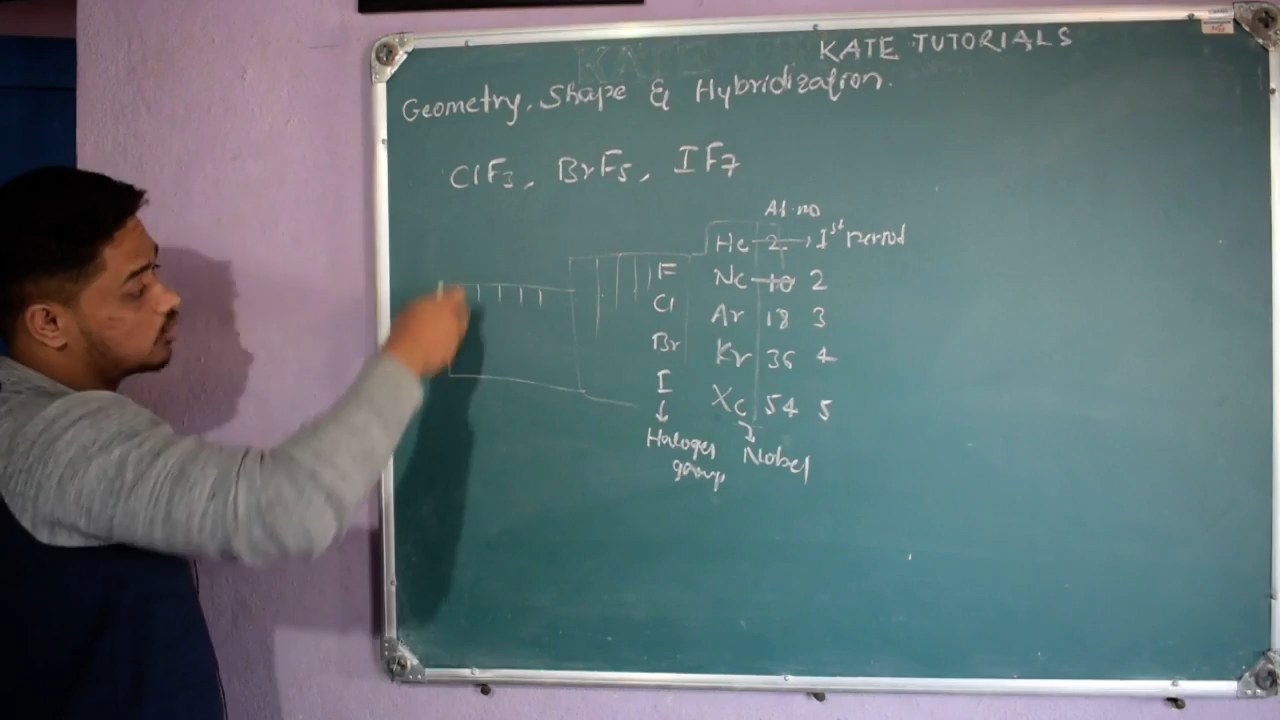 KATE TUTORIALS
Geometry, Shape & Hybridization.
ClF3, BrF5, IF7
At. no
He 2 → Ist Period
F Ne 10 2
Cl Ar 18 3
Br Kr 36 4
I Xe 54 5
↓ ↓
Halogen Nobel
group